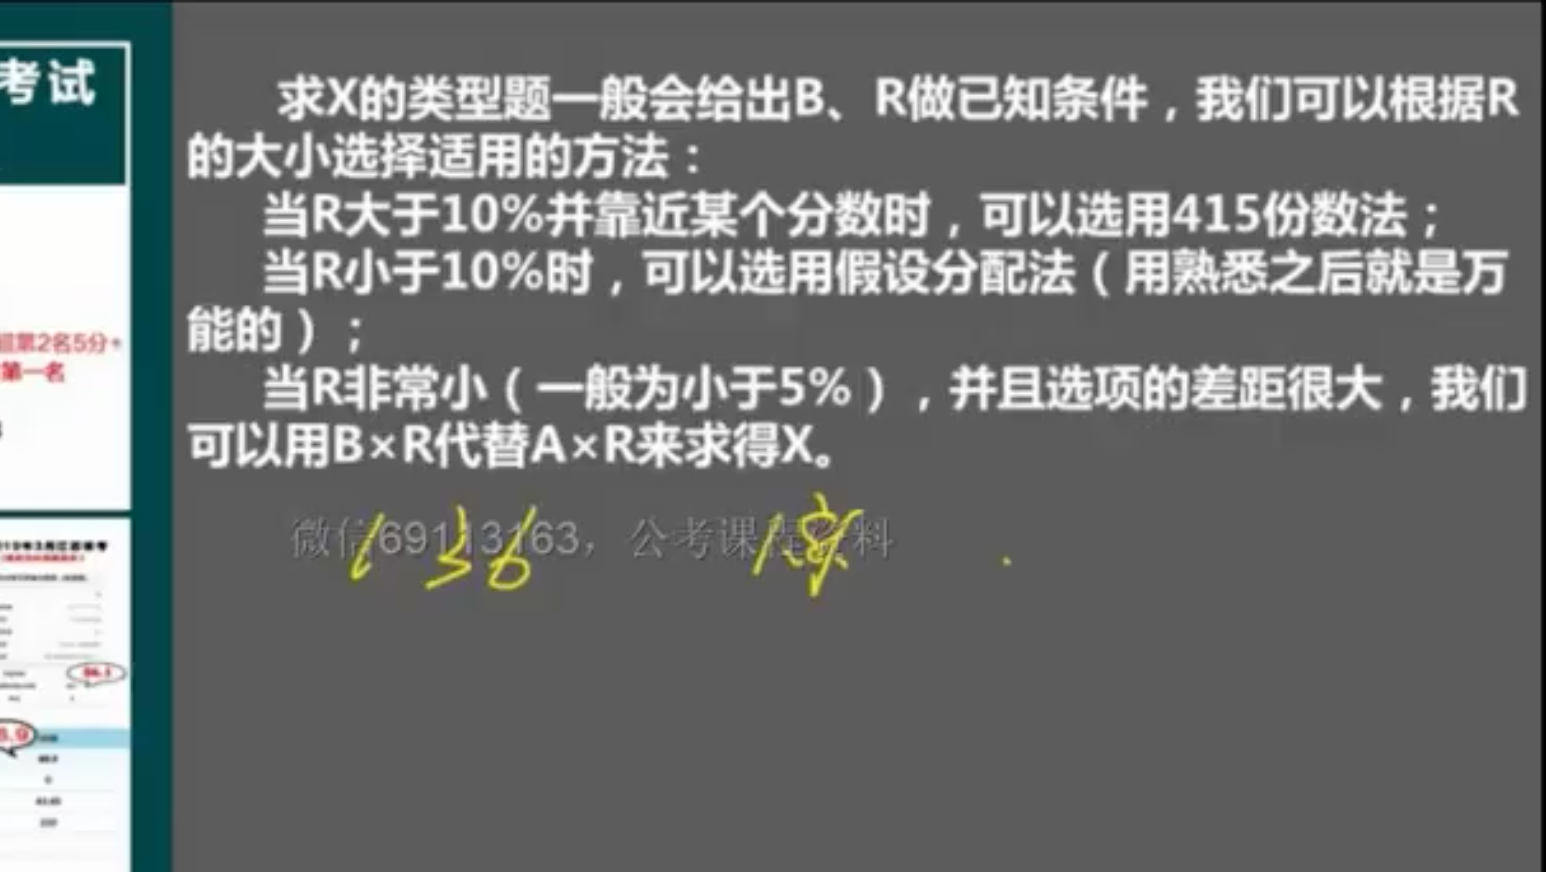 考试
求X的类型题一般会给出B、R做已知条件，我们可以根据R
的大小选择适用的方法：
当R大于10%并靠近某个分数时，可以选用415份数法；
当R小于10%时，可以选用假设分配法（用熟悉之后就是万
能的）；
当R非常小（一般为小于5%），并且选项的差距很大，我们
可以用B×R代替A×R来求得X。
微信69113163，公考课程资料
1 36
第2名5分
第一名